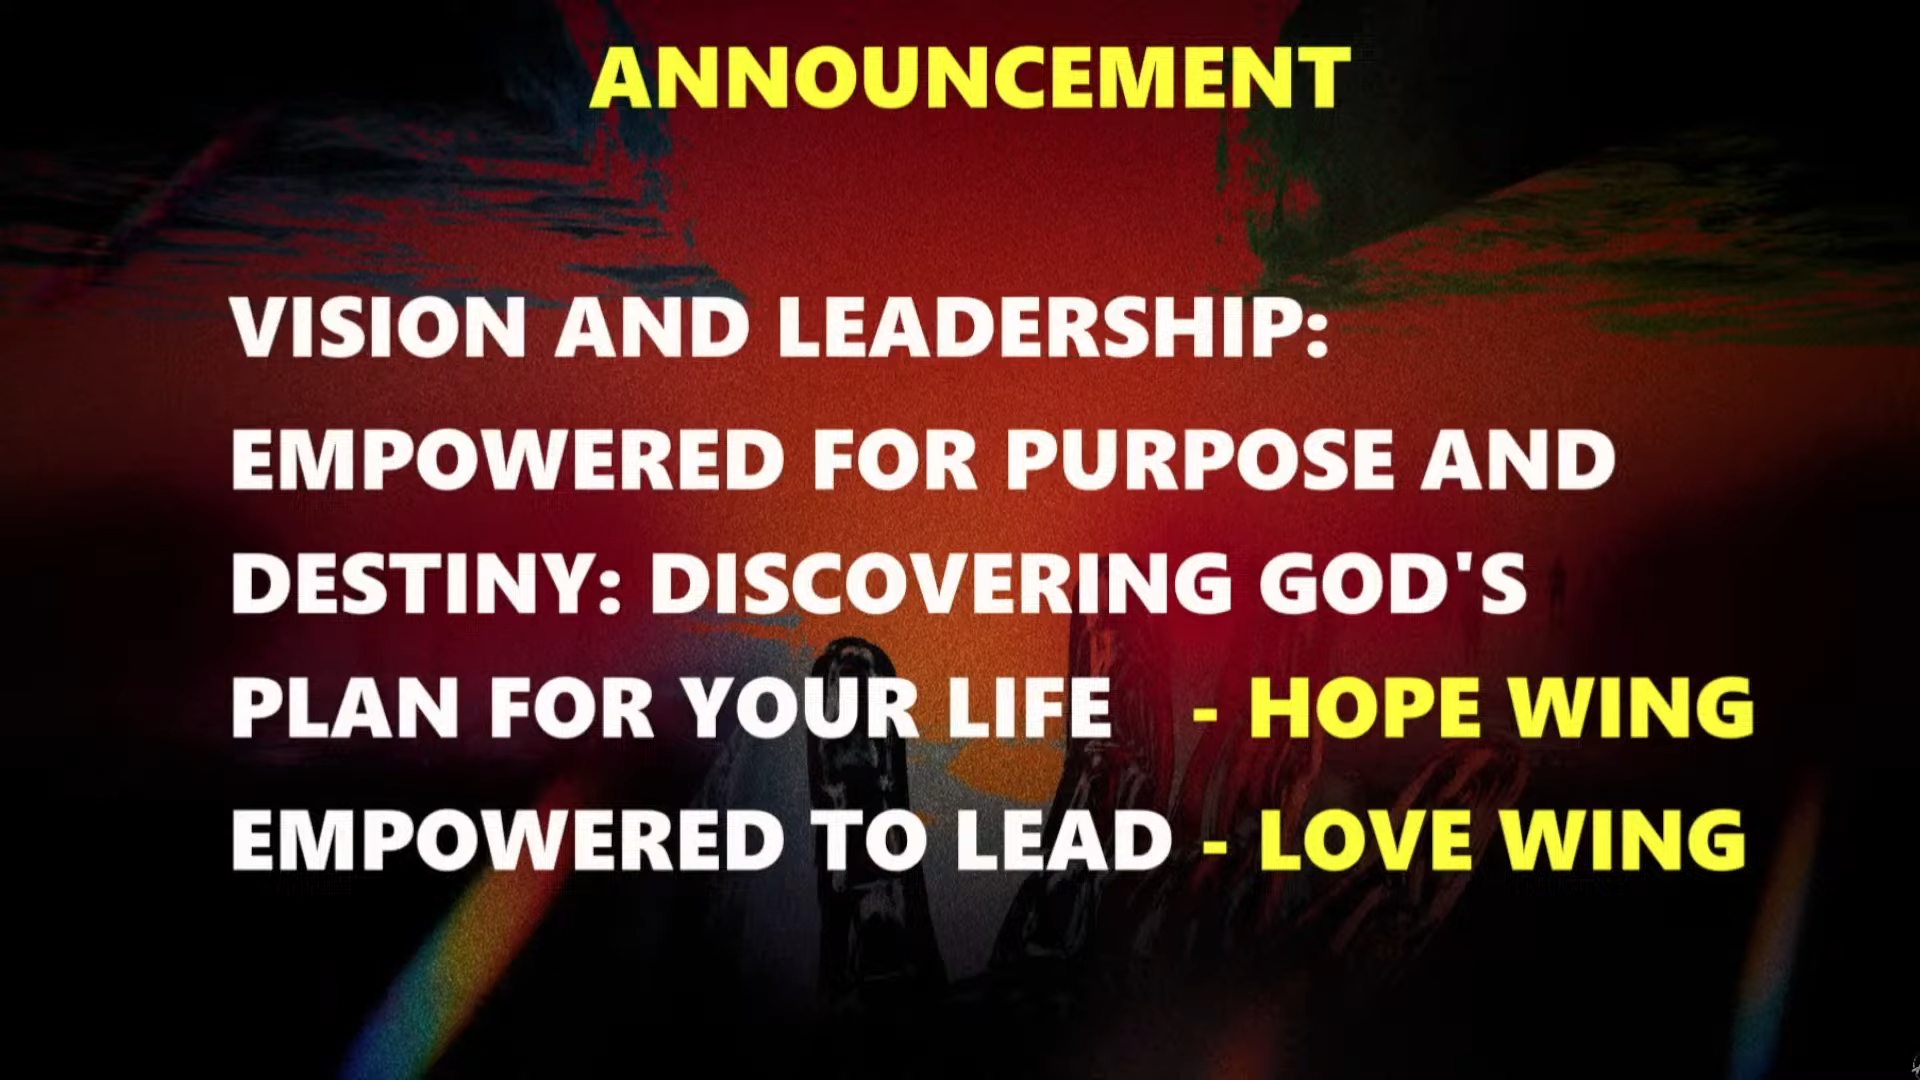 ANNOUNCEMENT
VISION AND LEADERSHIP:
EMPOWERED FOR PURPOSE AND
DESTINY: DISCOVERING GOD'S
PLAN FOR YOUR LIFE - HOPE WING
EMPOWERED TO LEAD - LOVE WING